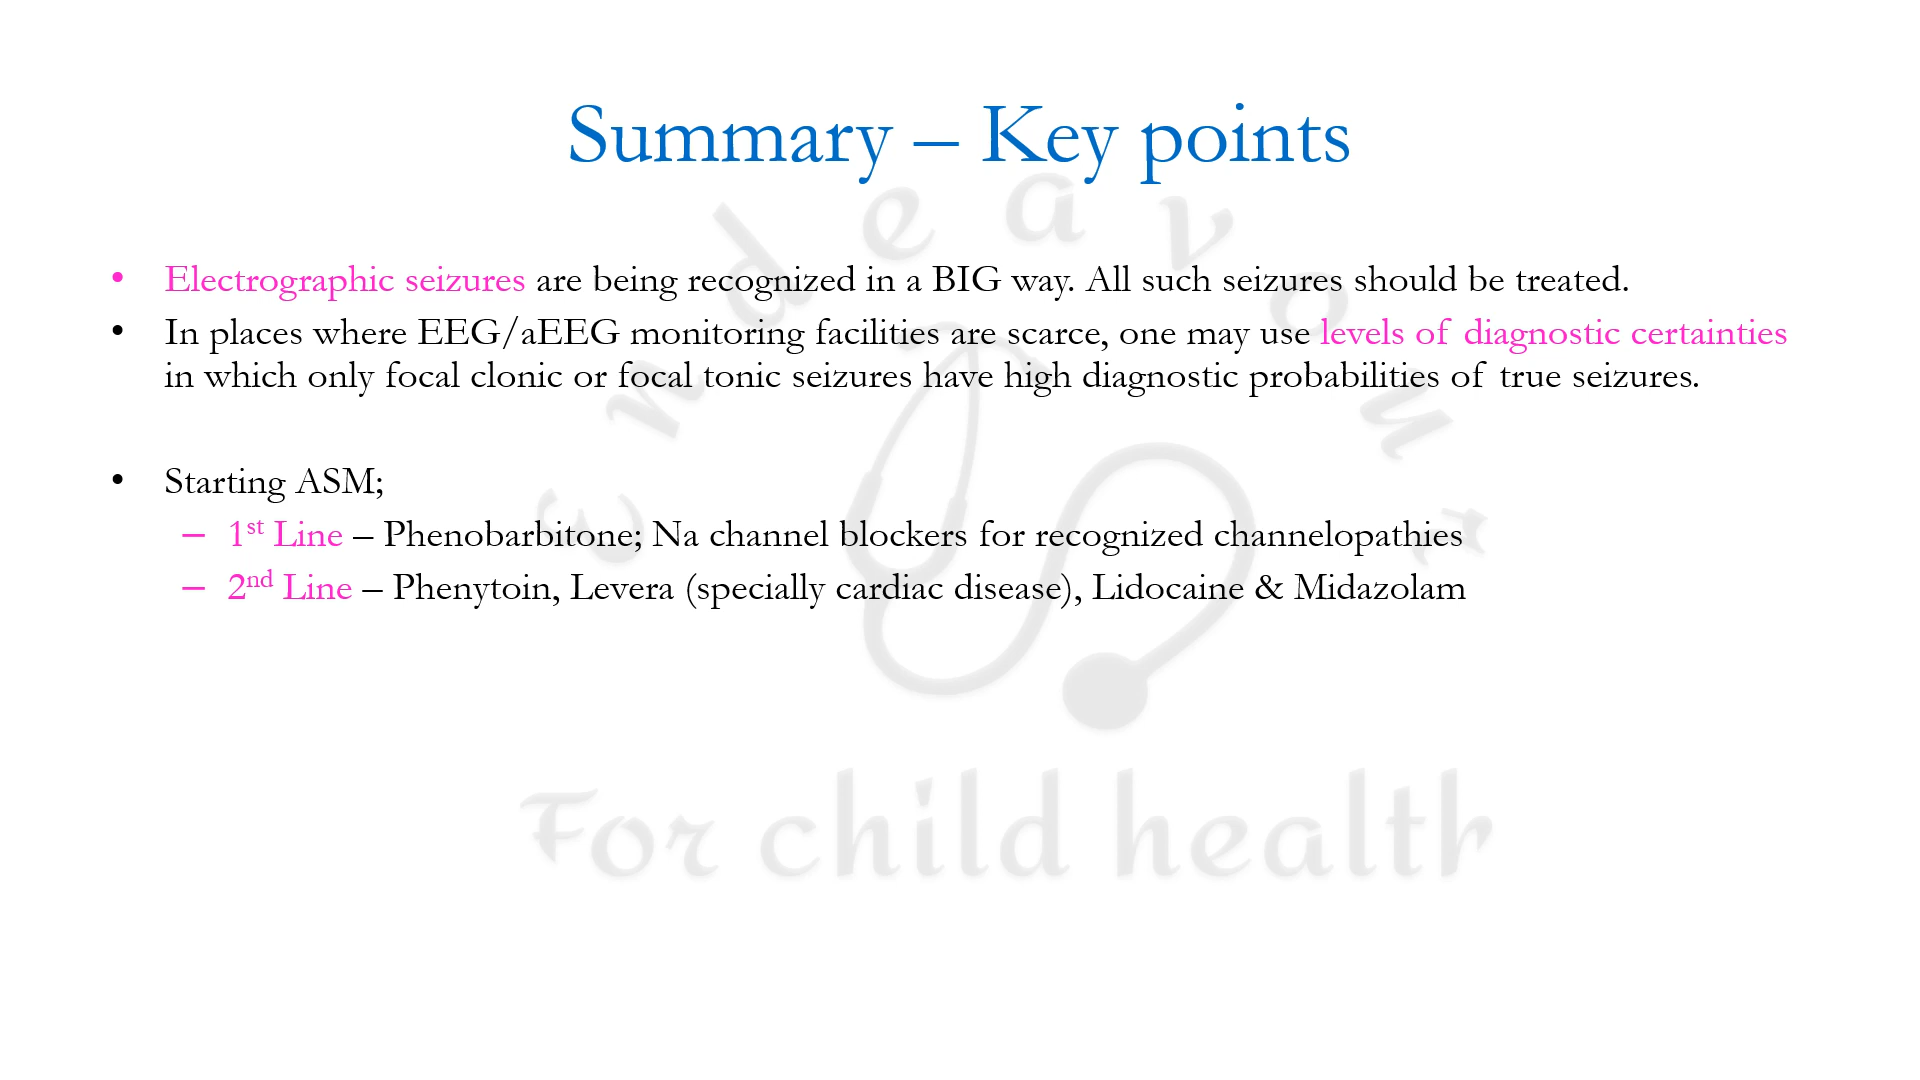 Summary – Key points
• Electrographic seizures are being recognized in a BIG way. All such seizures should be treated.
• In places where EEG/aEEG monitoring facilities are scarce, one may use levels of diagnostic certainties
in which only focal clonic or focal tonic seizures have high diagnostic probabilities of true seizures.
• Starting ASM;
– 1st Line – Phenobarbitone; Na channel blockers for recognized channelopathies
– 2nd Line – Phenytoin, Levera (specially cardiac disease), Lidocaine & Midazolam
Endeavour
For child health